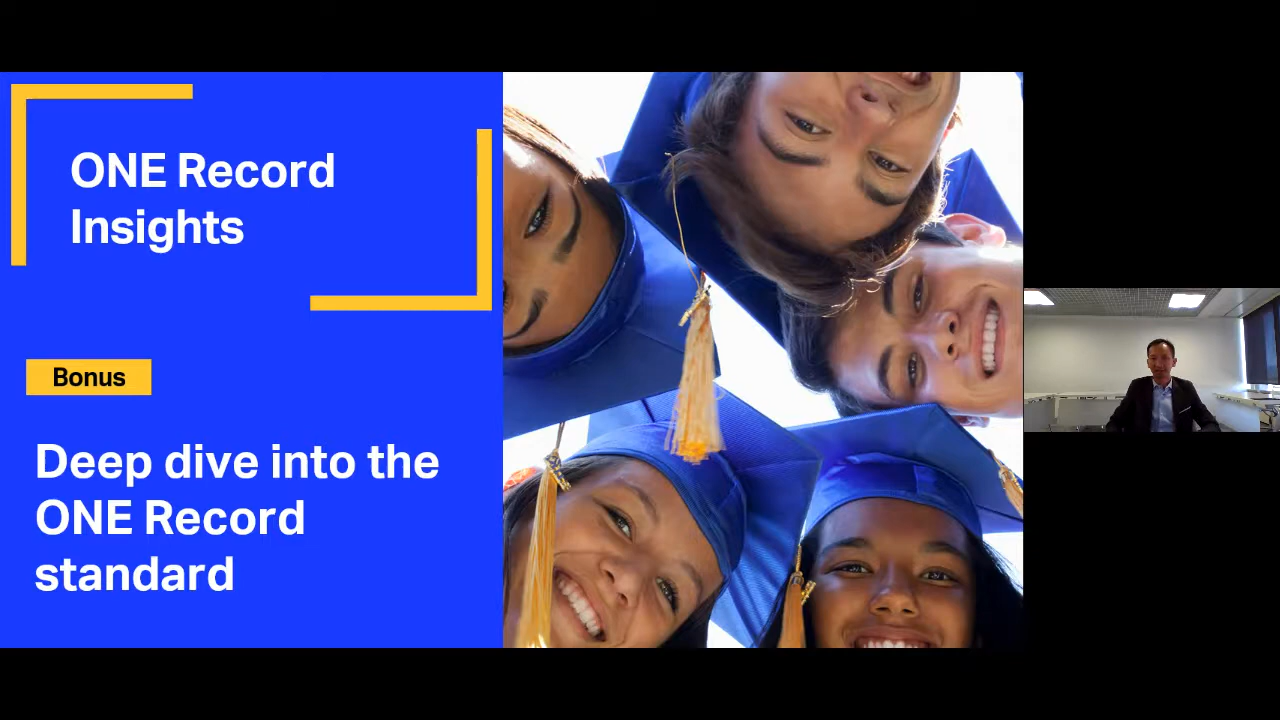 ONE Record
Insights
Bonus
Deep dive into the
ONE Record
standard